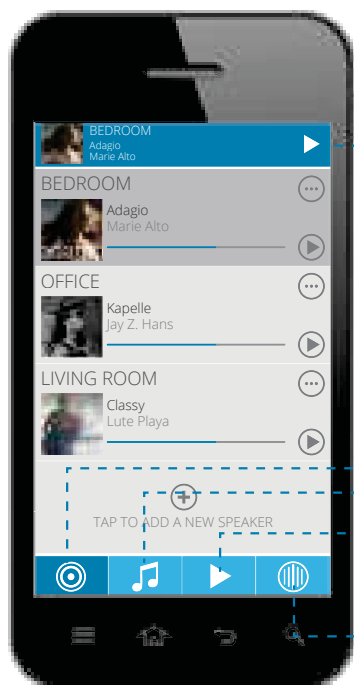 BEDROOM
Adagio
Marie Alto
BEDROOM
Adagio
Marie Alto
OFFICE
Kapelle
Jay Z. Hans
LIVING ROOM
Classy
Lute Playa
TAP TO ADD A NEW SPEAKER